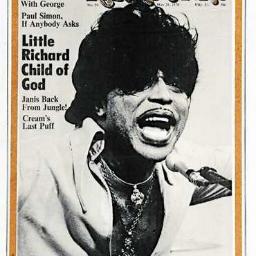 With George
Paul Simon,
If Anybody Asks
Little
Richard
Child of
God
Janis Back
From Jungle!
Cream's
Last Puff